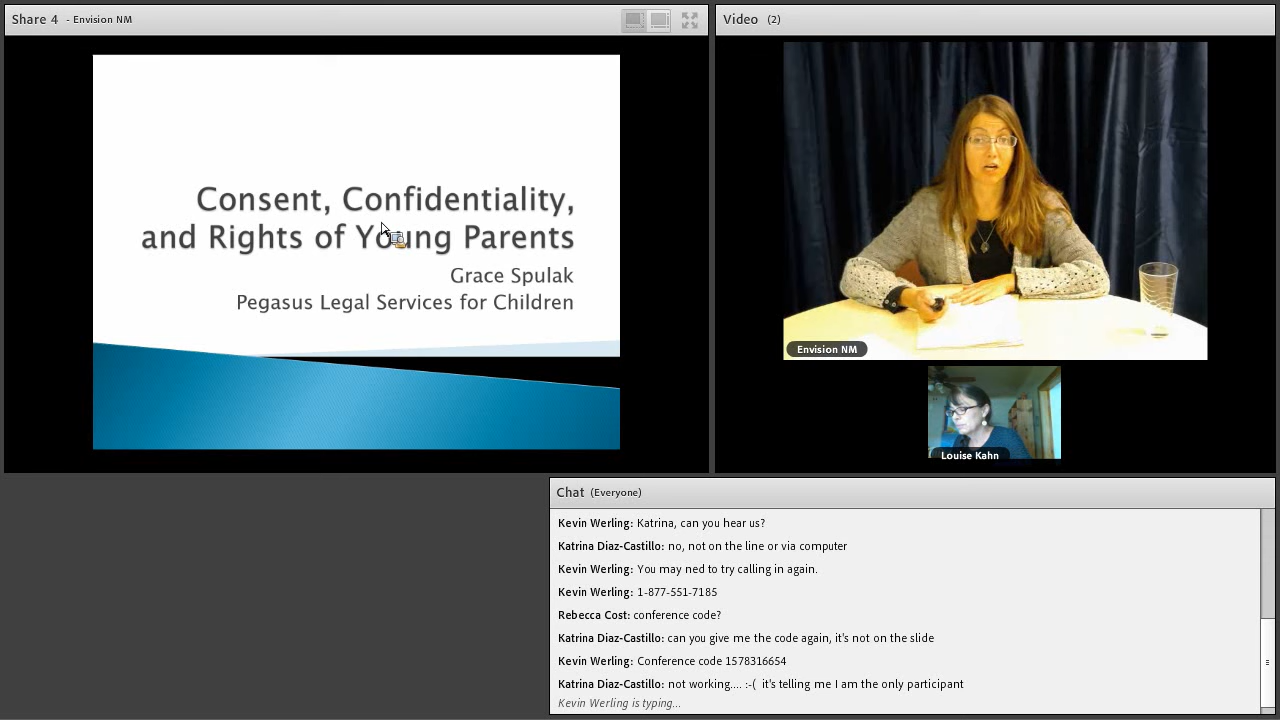 Share 4 - Envision NM
Consent, Confidentiality,
and Rights of Young Parents
Grace Spulak
Pegasus Legal Services for Children
Video (2)
Envision NM
Louise Kahn
Chat (Everyone)
Kevin Werling: Katrina, can you hear us?
Katrina Diaz-Castillo: no, not on the line or via computer
Kevin Werling: You may ned to try calling in again.
Kevin Werling: 1-877-551-7185
Rebecca Cost: conference code?
Katrina Diaz-Castillo: can you give me the code again, it's not on the slide
Kevin Werling: Conference code 1578316654
Katrina Diaz-Castillo: not working.... :-( it's telling me I am the only participant
Kevin Werling is typing...